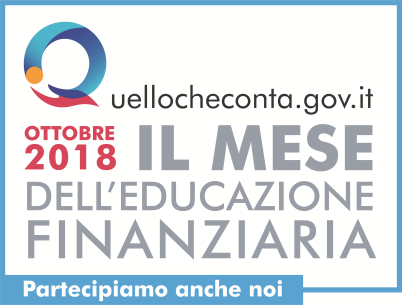 Quellocheconta.gov.it
OTTOBRE
2018 IL MESE
DELL'EDUCAZIONE
FINANZIARIA
Partecipiamo anche noi